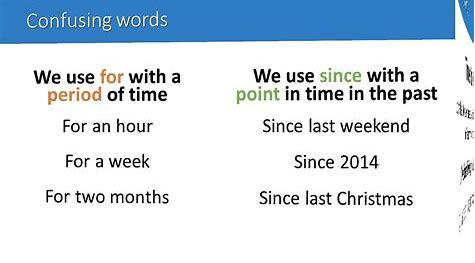 Confusing words
We use for with a
period of time
For an hour
For a week
For two months
We use since with a
point in time in the past
Since last weekend
Since 2014
Since last Christmas